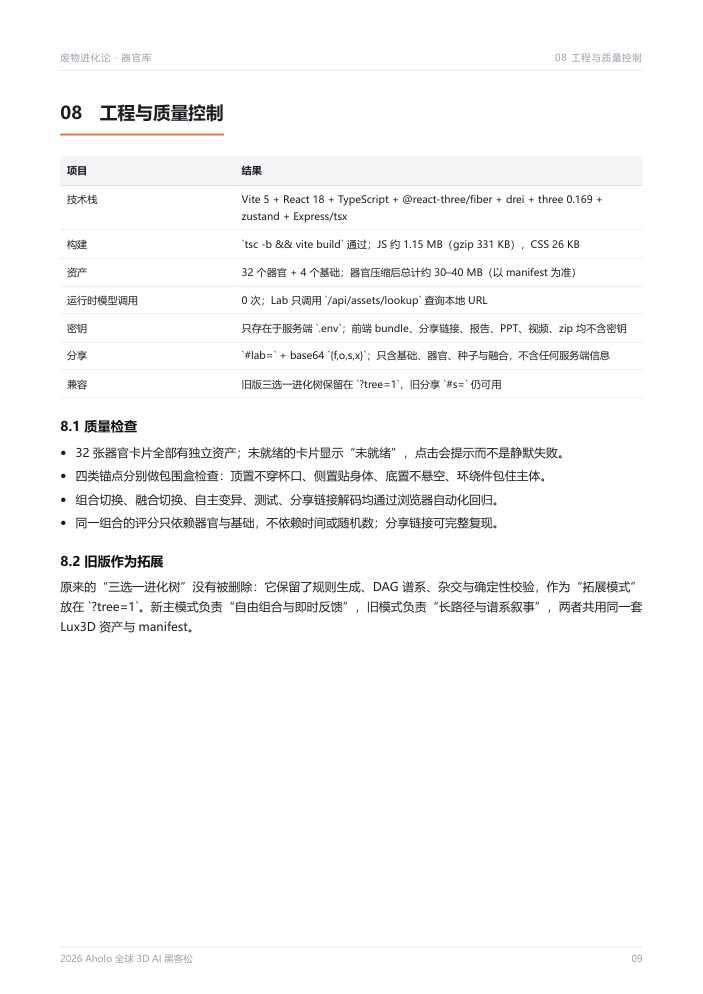 废物进化论 · 器官库
08 工程与质量控制
08 工程与质量控制
项目 结果
技术栈 Vite 5 + React 18 + TypeScript + @react-three/fiber + drei + three 0.169 +
zustand + Express/tsx
构建 `tsc -b && vite build` 通过；JS 约 1.15 MB（gzip 331 KB），CSS 26 KB
资产 32 个器官 + 4 个基础；器官压缩后总计约 30–40 MB（以 manifest 为准）
运行时模型调用 0 次；Lab 只调用 `/api/assets/lookup` 查询本地 URL
密钥 只存在于服务端 `.env`；前端 bundle、分享链接、报告、PPT、视频、zip 均不含密钥
分享 `#lab=` + base64 `(f,o,s,x)`；只含基础、器官、种子与融合，不含任何服务端信息
兼容 旧版三选一进化树保留在 `?tree=1`，旧分享 `#s=` 仍可用
8.1 质量检查
• 32 张器官卡片全部有独立资产；未就绪的卡片显示“未就绪”，点击会提示而不是静默失败。
• 四类锚点分别做包围盒检查：顶置不穿杯口、侧置贴身体、底置不悬空、环绕件包住主体。
• 组合切换、融合切换、自主变异、测试、分享链接解码均通过浏览器自动化回归。
• 同一组合的评分只依赖器官与基础，不依赖时间或随机数；分享链接可完整复现。
8.2 旧版作为拓展
原来的“三选一进化树”没有被删除：它保留了规则生成、DAG 谱系、杂交与确定性校验，作为“拓展模式”
放在 `?tree=1`。新主模式负责“自由组合与即时反馈”，旧模式负责“长路径与谱系叙事”，两者共用同一套
Lux3D 资产与 manifest。
2026 Aholo 全球 3D AI 黑客松
09